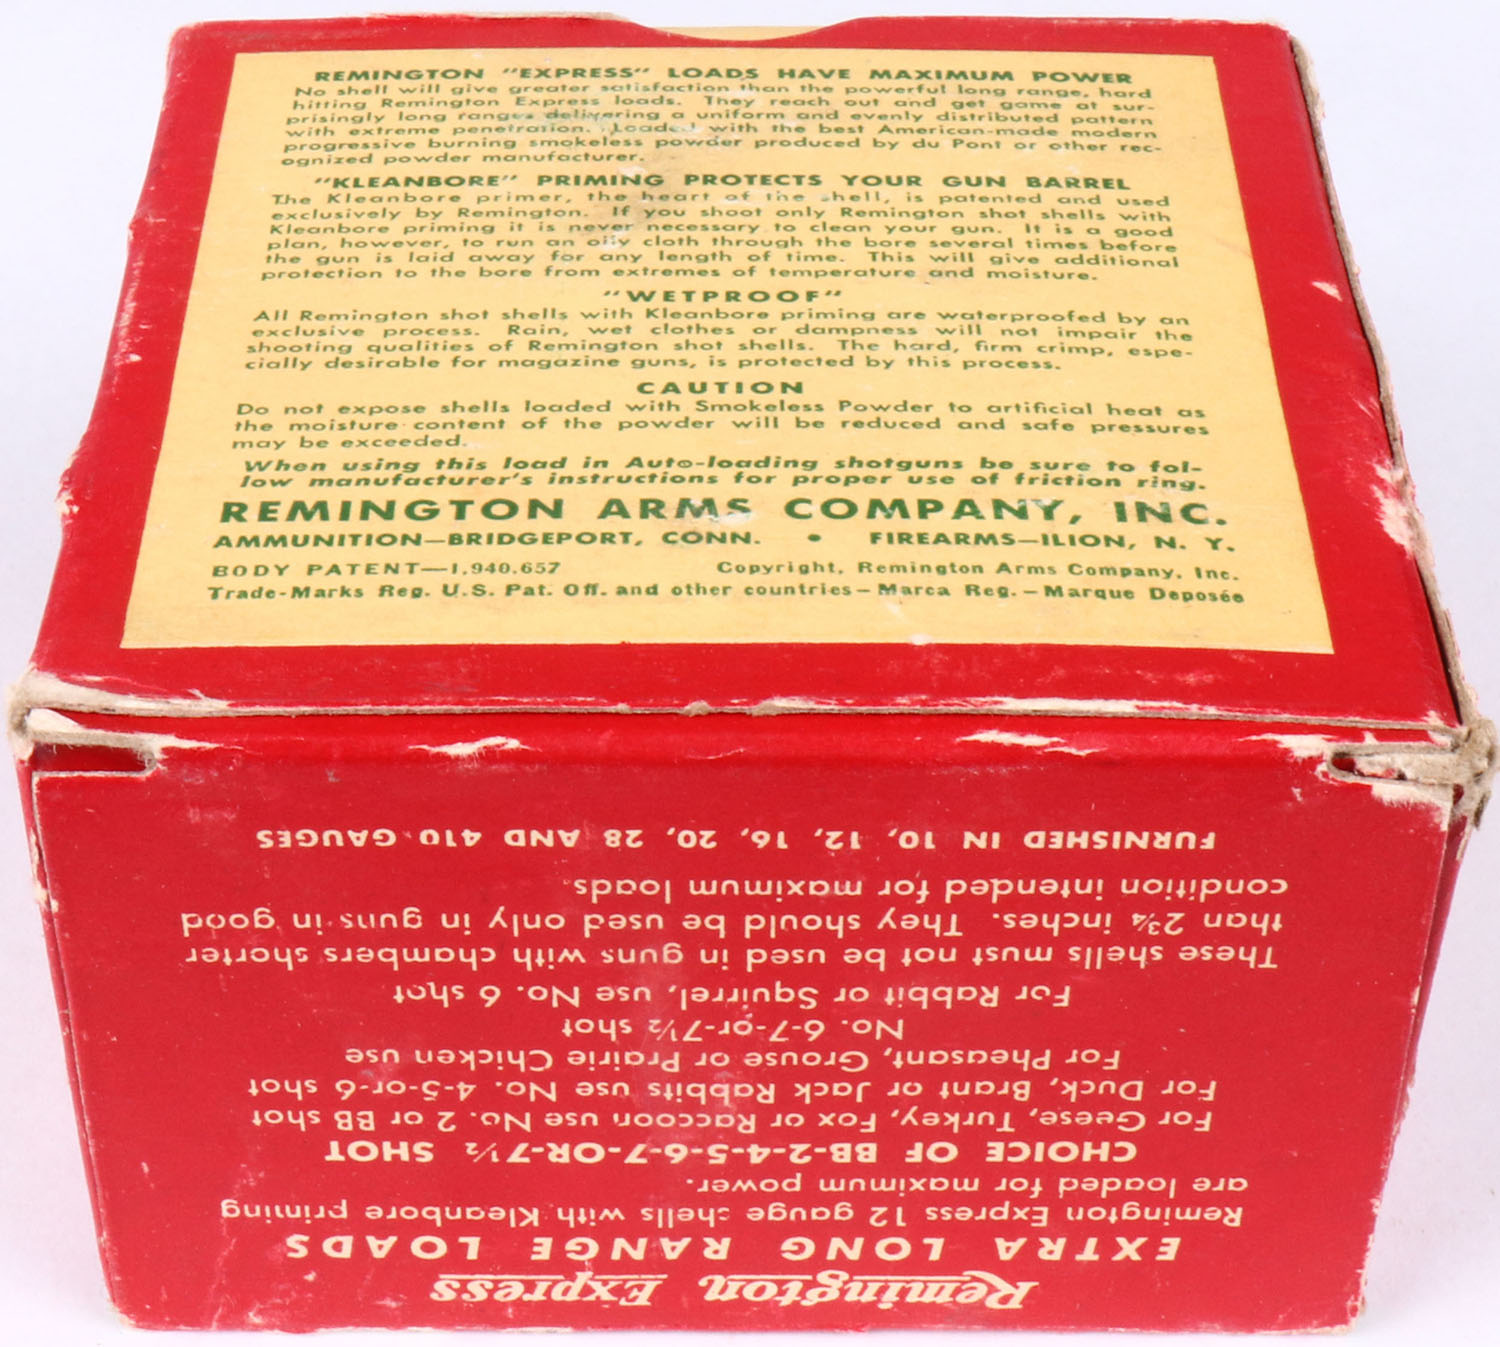 REMINGTON "EXPRESS" LOADS HAVE MAXIMUM POWER
No shell will give greater satisfaction than the powerful long range, hard
hitting Remington Express loads. They reach out and get game at sur-
prisingly long ranges delivering a uniform and evenly distributed pattern
with extreme penetration. Loaded with the best American-made modern
progressive burning smokeless powder produced by du Pont or other rec-
ognized powder manufacturer.
"KLEANBORE" PRIMING PROTECTS YOUR GUN BARREL
The Kleanbore primer, the heart of the shell, is patented and used
exclusively by Remington. If you shoot only Remington shot shells with
Kleanbore priming it is never necessary to clean your gun. It is a good
plan, however, to run an oily cloth through the bore several times before
the gun is laid away for any length of time. This will give additional
protection to the bore from extremes of temperature and moisture.
"WETPROOF"
All Remington shot shells with Kleanbore priming are waterproofed by an
exclusive process. Rain, wet clothes or dampness will not impair the
shooting qualities of Remington shot shells. The hard, firm crimp, espe-
cially desirable for magazine guns, is protected by this process.
CAUTION
Do not expose shells loaded with Smokeless Powder to artificial heat as
the moisture content of the powder will be reduced and safe pressures
may be exceeded.
When using this load in Auto-loading shotguns be sure to fol-
low manufacturer's instructions for proper use of friction ring.
REMINGTON ARMS COMPANY, INC.
AMMUNITION—BRIDGEPORT, CONN. • FIREARMS—ILION, N. Y.
BODY PATENT—1,940,657 Copyright, Remington Arms Company, Inc.
Trade-Marks Reg. U.S. Pat. Off. and other countries—Marca Reg.—Marque Deposée
Remington Express
EXTRA LONG RANGE LOADS
Remington Express 12 gauge shells with Kleanbore priming
are loaded for maximum power.
CHOICE OF BB-2-4-5-6-7-OR-7½ SHOT
For Geese, Turkey, Fox or Raccoon use No. 2 or BB shot
For Duck, Brant or Jack Rabbits use No. 4-5-or-6 shot
For Pheasant, Grouse or Prairie Chicken use
No. 6-7-or-7½ shot
For Rabbit or Squirrel, use No. 6 shot
These shells must not be used in guns with chambers shorter
than 2¾ inches. They should be used only in guns in good
condition intended for maximum loads.
FURNISHED IN 10, 12, 16, 20, 28 AND 410 GAUGES